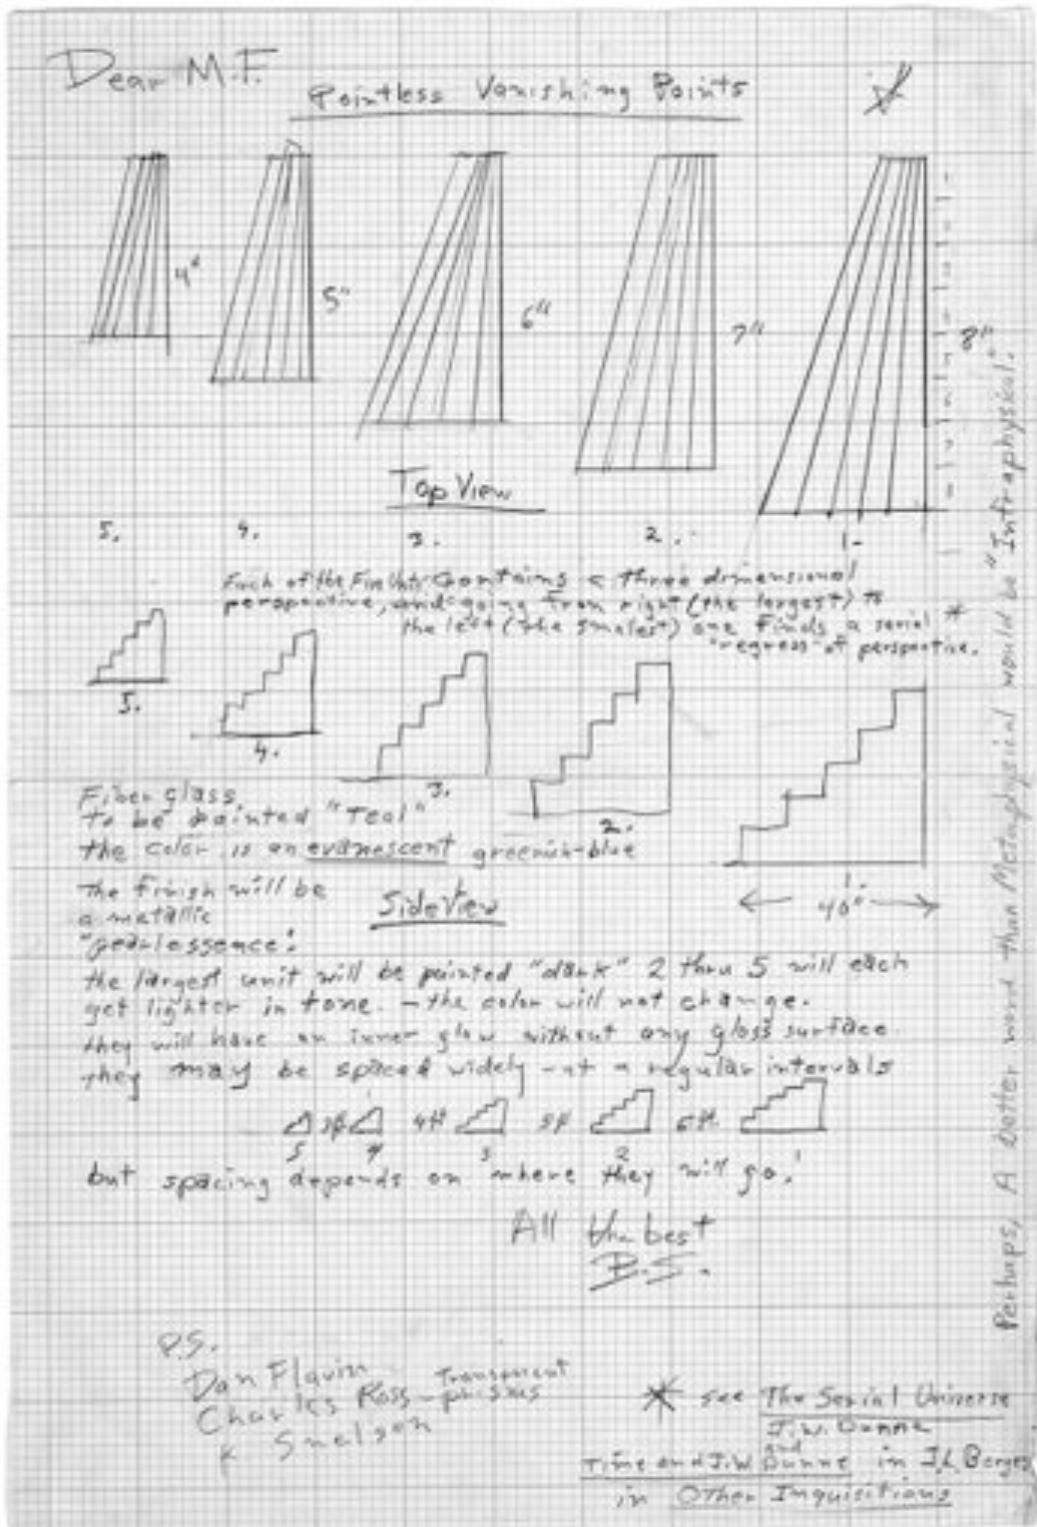 Dear M.F.
Pointless Vanishing Points
4"
5"
6"
7"
8"
Top View
5. 4. 3. 2. 1.
Each of the Five Units contains a three dimensional
perspective, and going from right (the largest) to
the left (the smalest) one finds a serial *
"regress" of perspective.
5.
4.
3.
2.
1.
40"
Fiber glass
to be painted "Teal"
the color is an evanescent greenish-blue
The finish will be
a metallic
"pearlessence".
Side View
the largest unit will be painted "dark" 2 thru 5 will each
get lighter in tone. – the color will not change.
they will have an inner glow without any gloss surface.
they may be spaced widely – at a regular intervals
3ft 4ft 5ft 6ft
5 4 3 2 1
but spacing depends on where they will go.
All the best
B.S.
P.S.
Dan Flavin
Charles Ross – Transparent
prisms
K Snelson
* see The Serial Universe
J.W. Dunne
and
Time and J.W. Dunne in J.L. Borges
in Other Inquisitions
Perhaps, A better word than Metaphysical would be "Infraphysical".